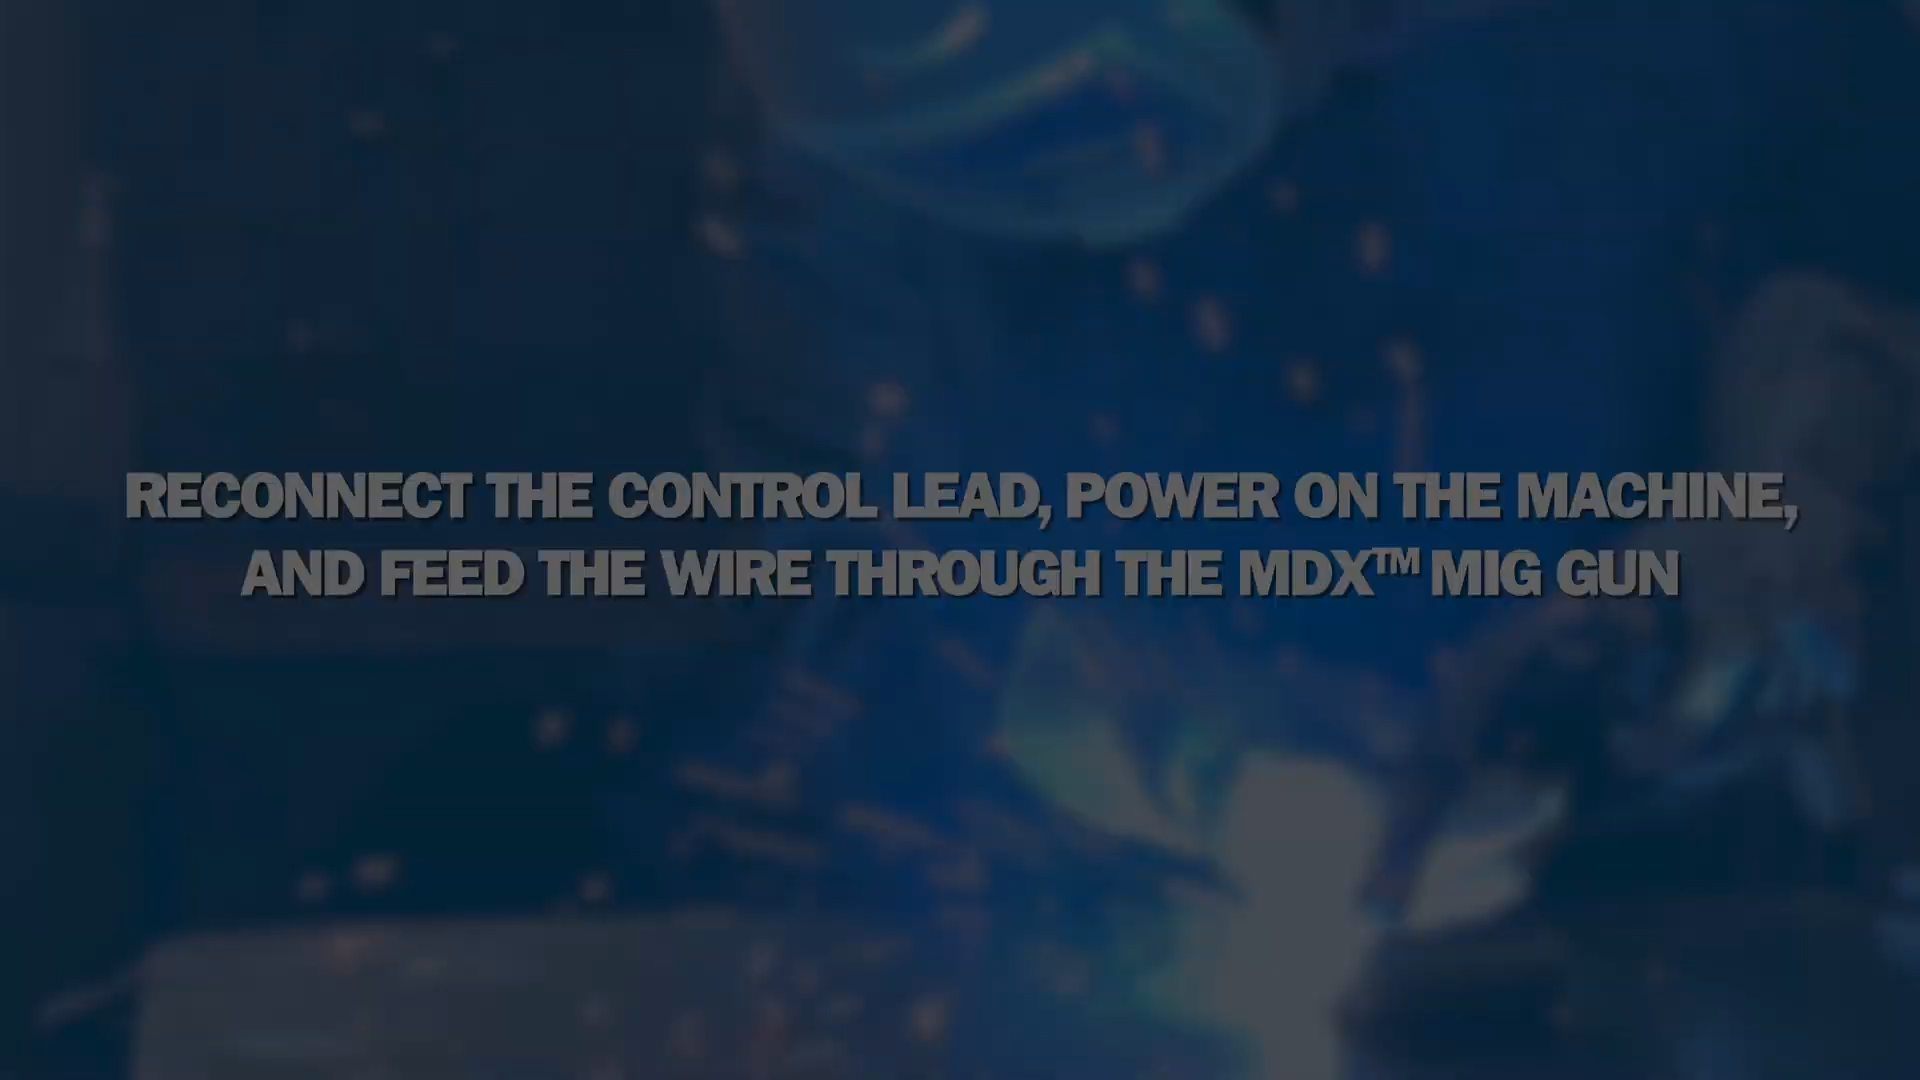 RECONNECT THE CONTROL LEAD, POWER ON THE MACHINE,
AND FEED THE WIRE THROUGH THE MDX™ MIG GUN